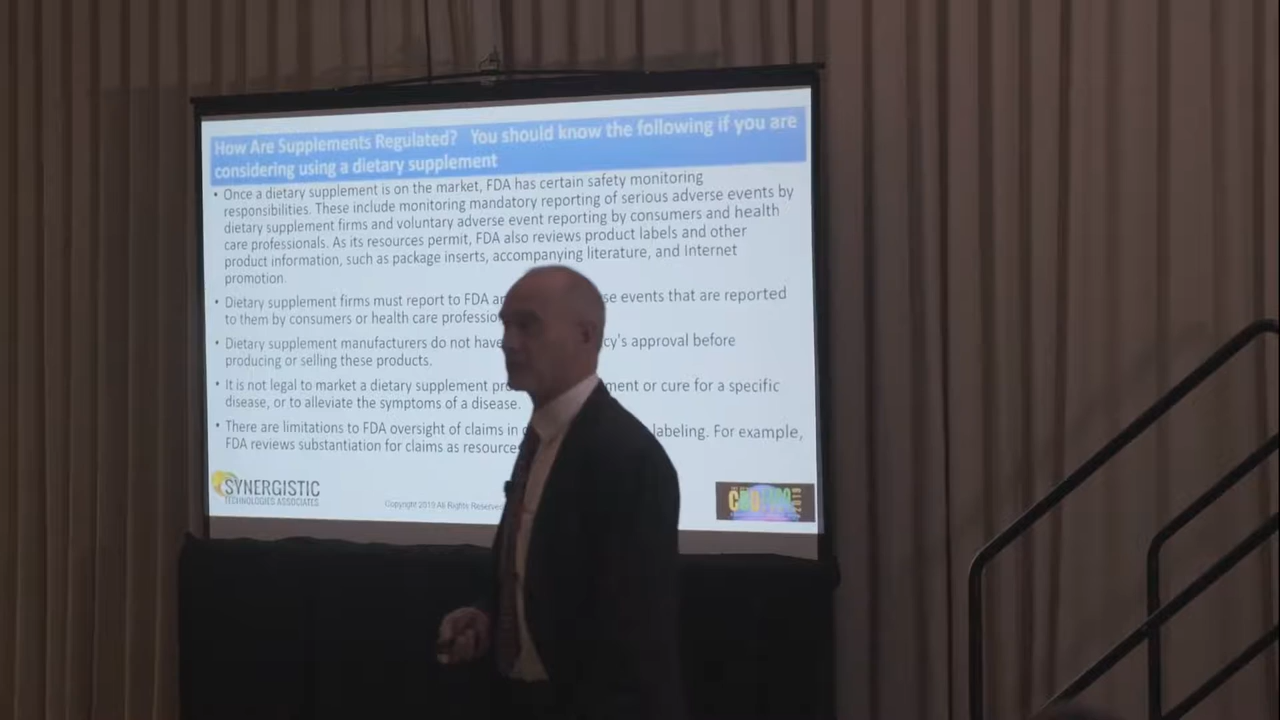 How Are Supplements Regulated? You should know the following if you are
considering using a dietary supplement
• Once a dietary supplement is on the market, FDA has certain safety monitoring
responsibilities. These include monitoring mandatory reporting of serious adverse events by
dietary supplement firms and voluntary adverse event reporting by consumers and health
care professionals. As its resources permit, FDA also reviews product labels and other
product information, such as package inserts, accompanying literature, and Internet
promotion.
• Dietary supplement firms must report to FDA events that are reported
to them by consumers or health care
• Dietary supplement manufacturers do not have approval before
producing or selling these products.
• It is not legal to market a dietary supplement or cure for a specific
disease, or to alleviate the symptoms of a disease.
• There are limitations to FDA oversight of claims in labeling. For example,
FDA reviews substantiation for claims as
SYNERGISTIC
TECHNOLOGIES ASSOCIATES
Copyright 2019 All Rights
2019